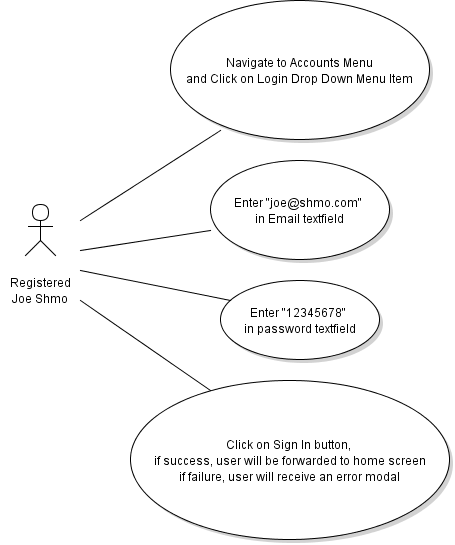 Navigate to Accounts Menu
and Click on Login Drop Down Menu Item
Enter "joe@shmo.com"
in Email textfield
Registered
Joe Shmo
Enter "12345678"
in password textfield
Click on Sign In button,
if success, user will be forwarded to home screen
if failure, user will receive an error modal